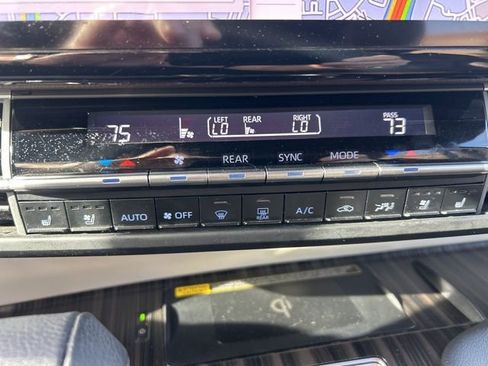 75 LEFT LO REAR RIGHT LO PASS 73
REAR SYNC MODE
AUTO OFF REAR A/C